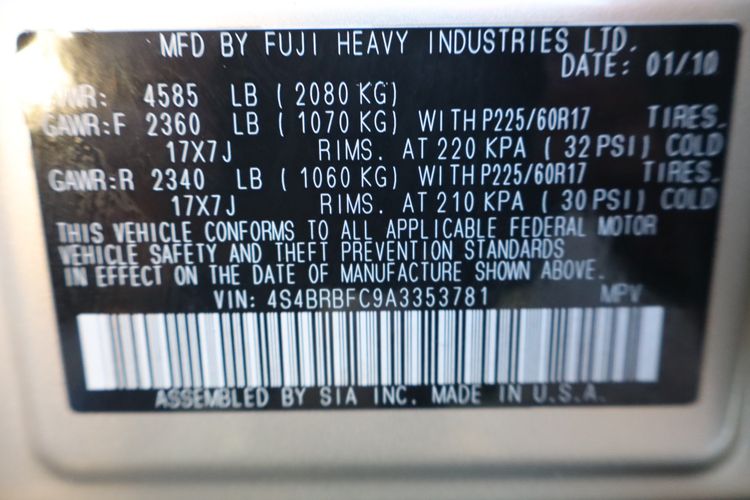 MFD BY FUJI HEAVY INDUSTRIES LTD.
DATE: 01/10
GVWR: 4585 LB ( 2080 KG)
GAWR:F 2360 LB ( 1070 KG) WITH P225/60R17 TIRES.
17X7J RIMS. AT 220 KPA ( 32 PSI) COLD
GAWR:R 2340 LB ( 1060 KG) WITH P225/60R17 TIRES.
17X7J RIMS. AT 210 KPA ( 30 PSI) COLD
THIS VEHICLE CONFORMS TO ALL APPLICABLE FEDERAL MOTOR
VEHICLE SAFETY AND THEFT PREVENTION STANDARDS
IN EFFECT ON THE DATE OF MANUFACTURE SHOWN ABOVE.
VIN: 4S4BRBFC9A3353781 MPV
ASSEMBLED BY SIA INC. MADE IN U.S.A.